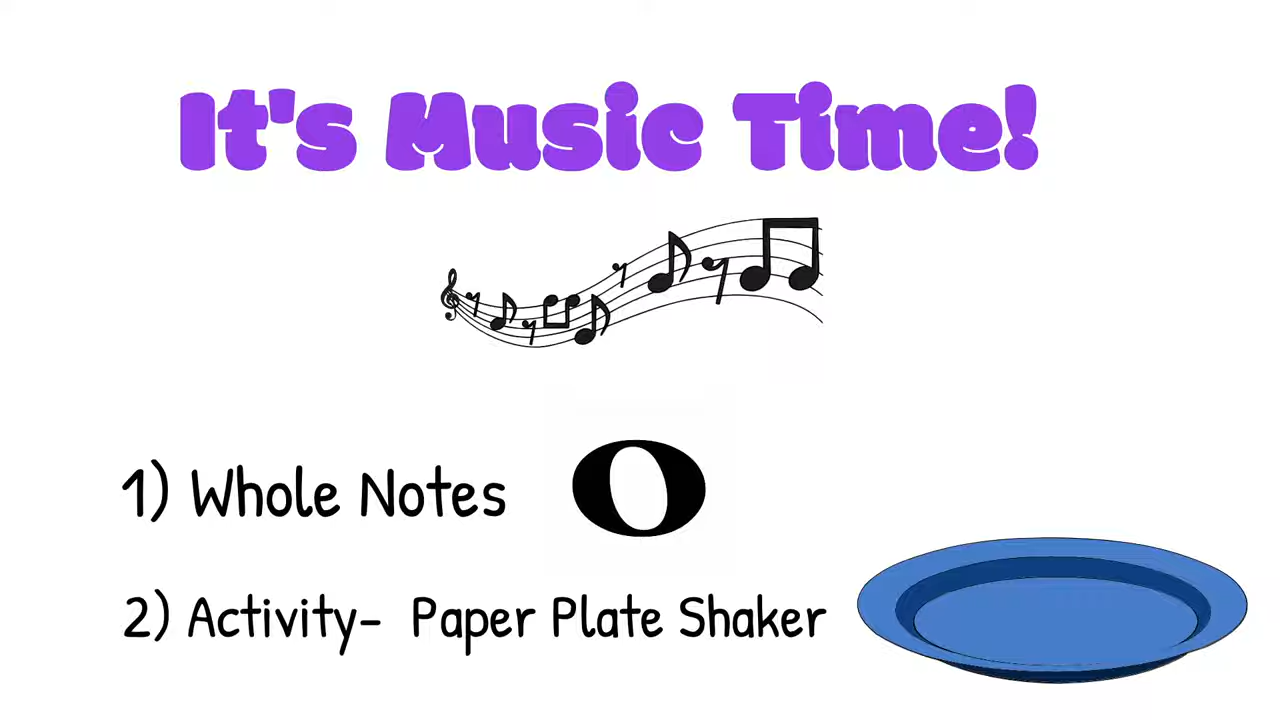 It's Music Time!
1) Whole Notes
2) Activity- Paper Plate Shaker